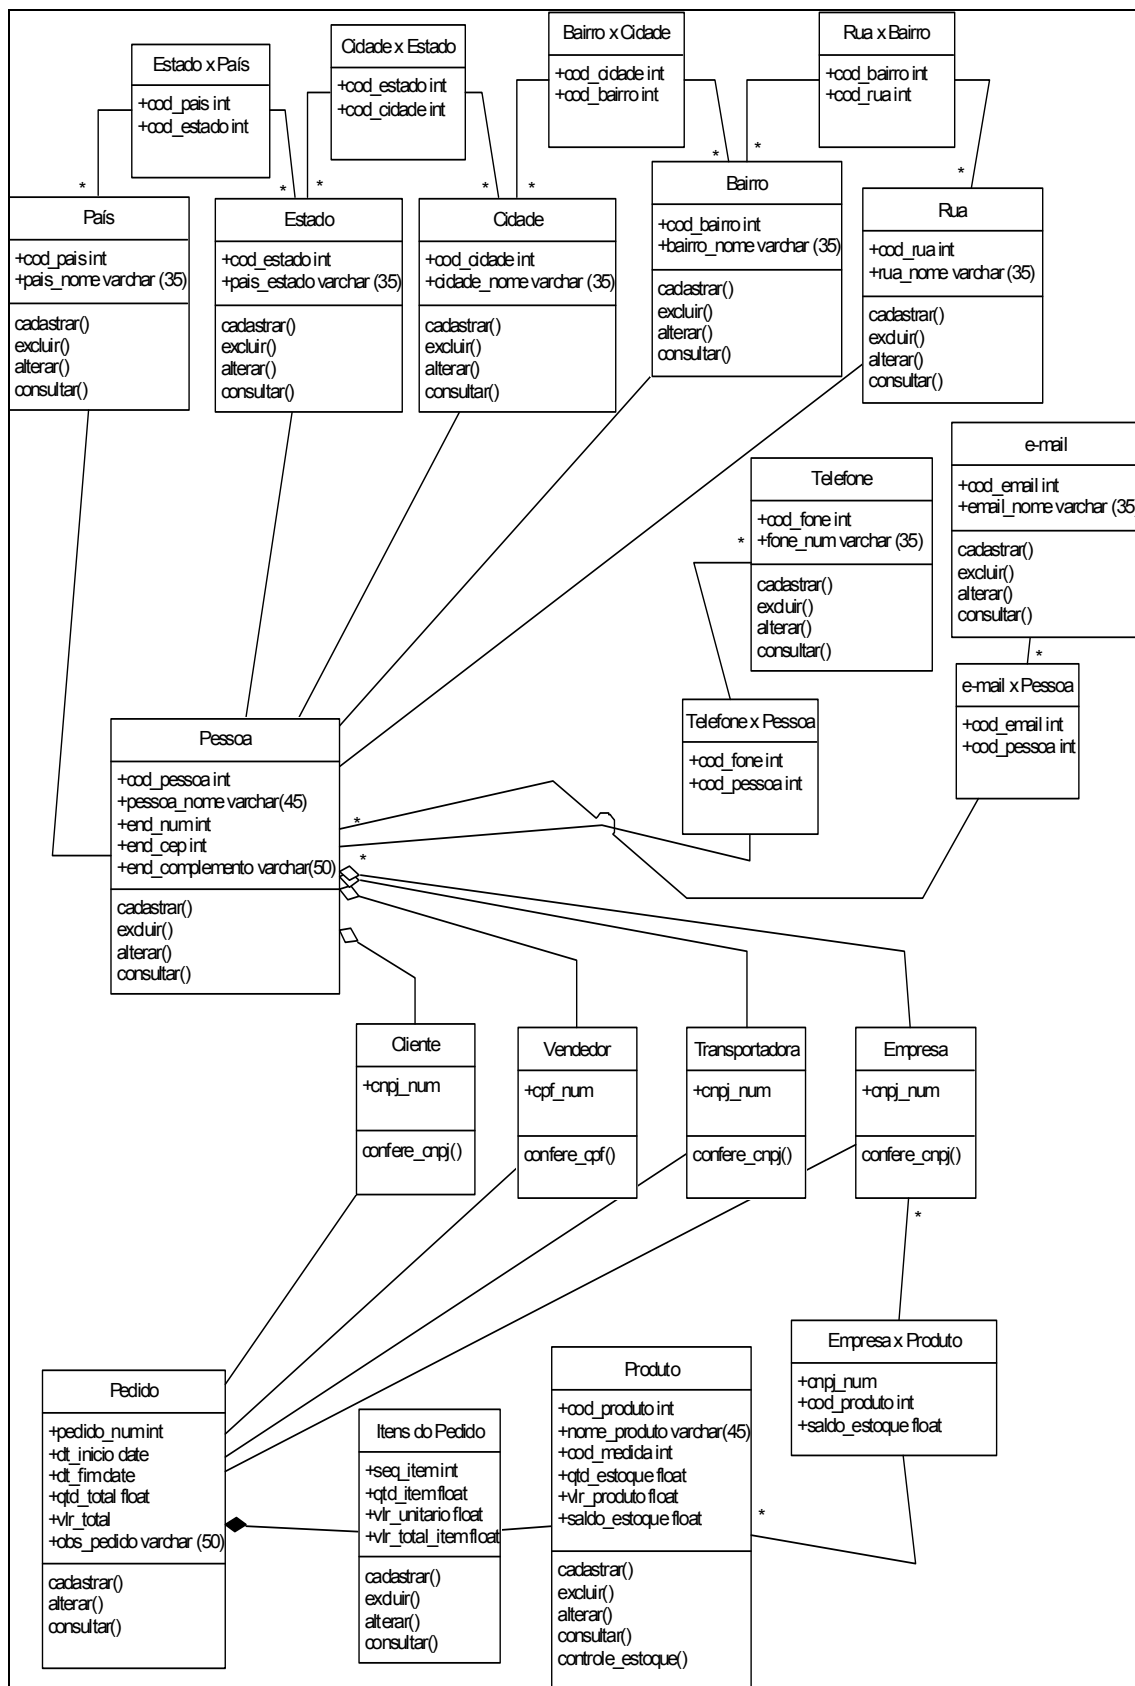 Estado x País
+cod_pais int
+cod_estado int
Cidade x Estado
+cod_estado int
+cod_cidade int
Bairro x Cidade
+cod_cidade int
+cod_bairro int
Rua x Bairro
+cod_bairro int
+cod_rua int
*
*
*
*
*
*
*
*
País
+cod_pais int
+pais_nome varchar (35)
cadastrar()
excluir()
alterar()
consultar()
Estado
+cod_estado int
+pais_estado varchar (35)
cadastrar()
excluir()
alterar()
consultar()
Cidade
+cod_cidade int
+cidade_nome varchar (35)
cadastrar()
excluir()
alterar()
consultar()
Bairro
+cod_bairro int
+bairro_nome varchar (35)
cadastrar()
excluir()
alterar()
consultar()
Rua
+cod_rua int
+rua_nome varchar (35)
cadastrar()
excluir()
alterar()
consultar()
Telefone
+cod_fone int
+fone_num varchar (35)
cadastrar()
excluir()
alterar()
consultar()
*
e-mail
+cod_email int
+email_nome varchar (35)
cadastrar()
excluir()
alterar()
consultar()
*
Telefone x Pessoa
+cod_fone int
+cod_pessoa int
e-mail x Pessoa
+cod_email int
+cod_pessoa int
Pessoa
+cod_pessoa int
+pessoa_nome varchar(45)
+end_num int
+end_cep int
+end_complemento varchar(50)
cadastrar()
excluir()
alterar()
consultar()
*
*
Cliente
+cnpj_num
confere_cnpj()
Vendedor
+cpf_num
confere_cpf()
Transportadora
+cnpj_num
confere_cnpj()
Empresa
+cnpj_num
confere_cnpj()
*
Empresa x Produto
+cnpj_num
+cod_produto int
+saldo_estoque float
Pedido
+pedido_num int
+dt_inicio date
+dt_fim date
+qtd_total float
+vlr_total
+obs_pedido varchar (50)
cadastrar()
alterar()
consultar()
Itens do Pedido
+seq_item int
+qtd_item float
+vlr_unitario float
+vlr_total_item float
cadastrar()
excluir()
alterar()
consultar()
Produto
+cod_produto int
+nome_produto varchar(45)
+cod_medida int
+qtd_estoque float
+vlr_produto float
+saldo_estoque float
cadastrar()
excluir()
alterar()
consultar()
controle_estoque()
*